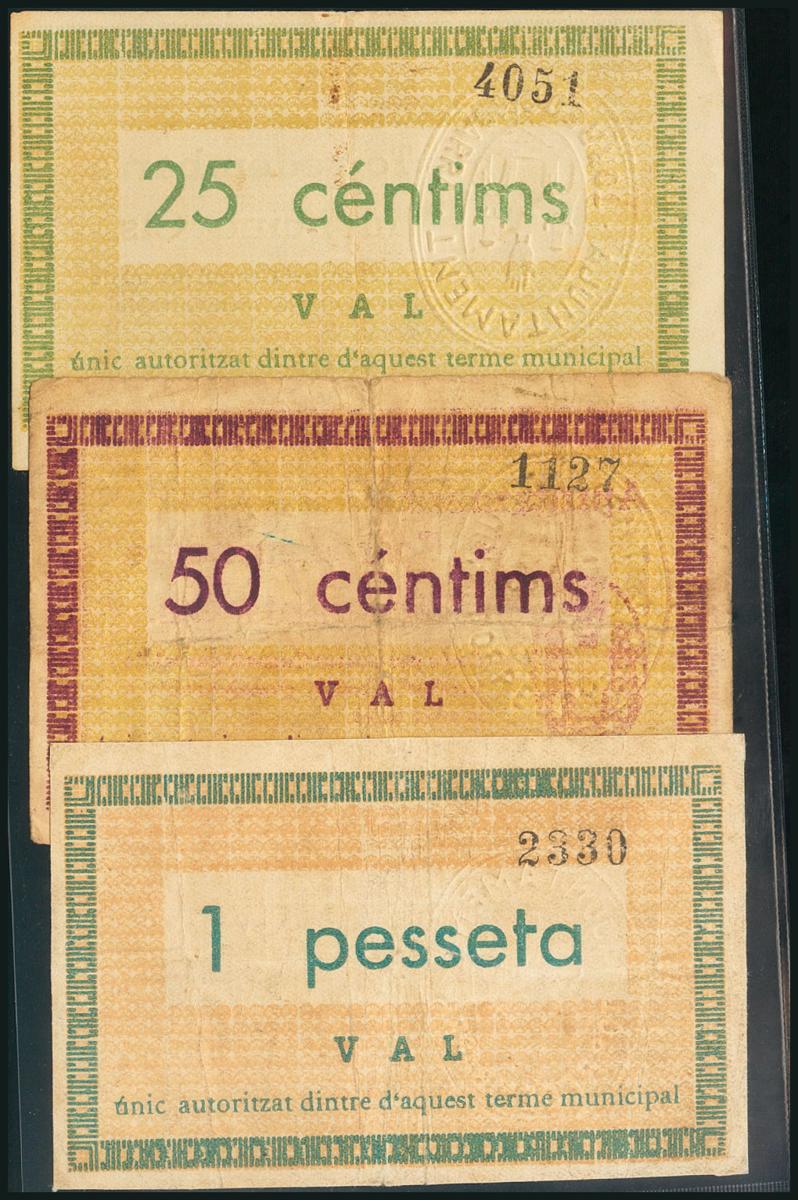 4051
25 céntims
VAL
únic autoritzat dintre d'aquest terme municipal
AJUNTAMENT
1127
50 céntims
VAL
2330
1 pesseta
VAL
únic autoritzat dintre d'aquest terme municipal